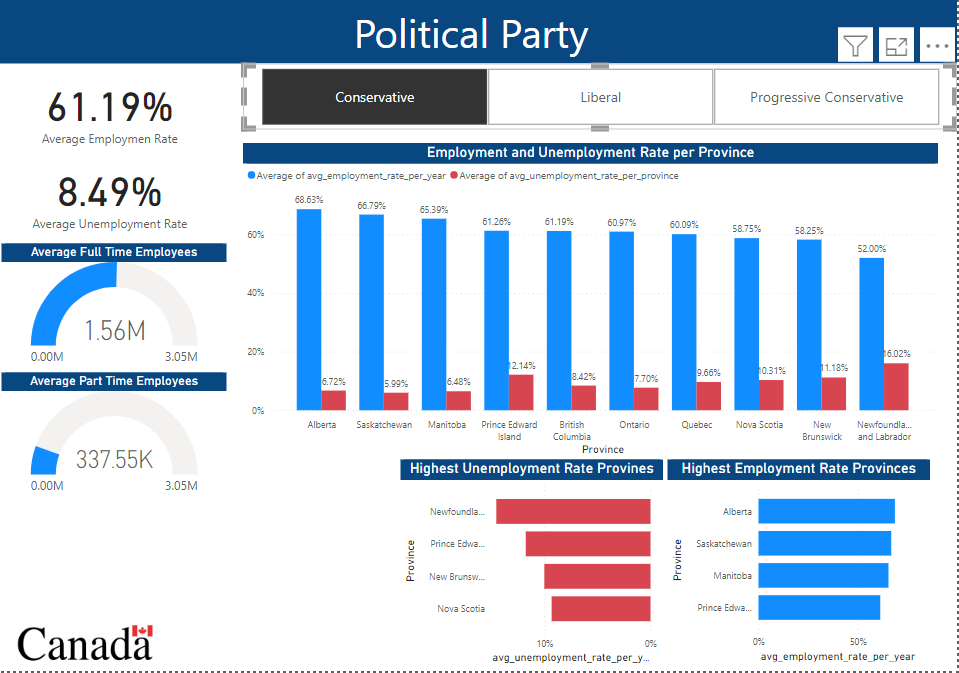 Political Party
Conservative
Liberal
Progressive Conservative
61.19%
Average Employmen Rate
8.49%
Average Unemployment Rate
Average Full Time Employees
1.56M
0.00M
3.05M
Average Part Time Employees
337.55K
0.00M
3.05M
Employment and Unemployment Rate per Province
Average of avg_employment_rate_per_year Average of avg_unemployment_rate_per_province
68.63% 66.79% 65.39% 61.26% 61.19% 60.97% 60.09% 58.75% 58.25% 52.00%
60%
40%
20%
0%
6.72% 5.99% 6.48% 12.14% 8.42% 7.70% 9.66% 10.31% 11.18% 16.02%
Alberta Saskatchewan Manitoba Prince Edward British Ontario Quebec Nova Scotia New Newfoundla...
Island Columbia Brunswick and Labrador
Province
Highest Unemployment Rate Provines
Province
Newfoundla...
Prince Edwa...
New Brunsw...
Nova Scotia
10% 0%
avg_unemployment_rate_per_y...
Highest Employment Rate Provinces
Province
Alberta
Saskatchewan
Manitoba
Prince Edwa...
0% 50%
avg_employment_rate_per_year
Canada